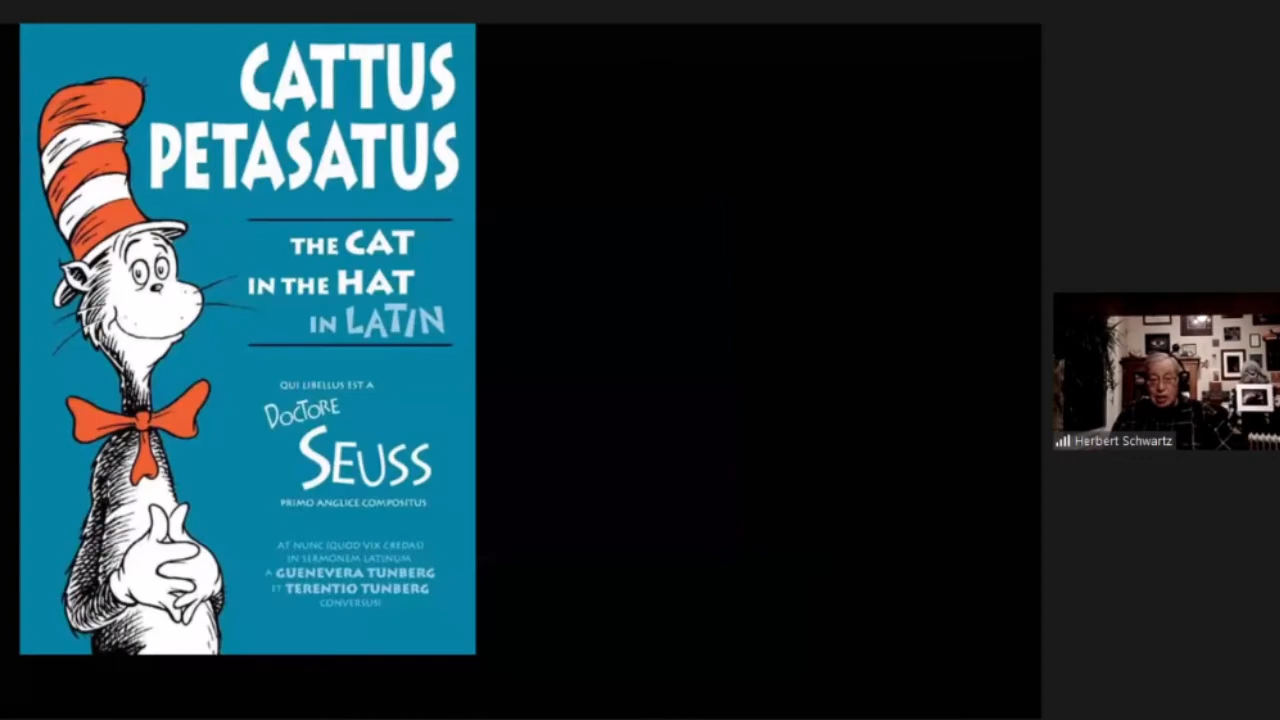 CATTUS
PETASATUS
THE CAT
IN THE HAT
IN LATIN
QUI LIBELLUS EST A
DOCTORE
SEUSS
PRIMO ANGLICE COMPOSITUS
AT NUNC (QUOD VIX CREDAS)
IN SERMONEM LATINUM
A GUENEVERA TUNBERG
ET TERENTIO TUNBERG
CONVERSUS!
Herbert Schwartz